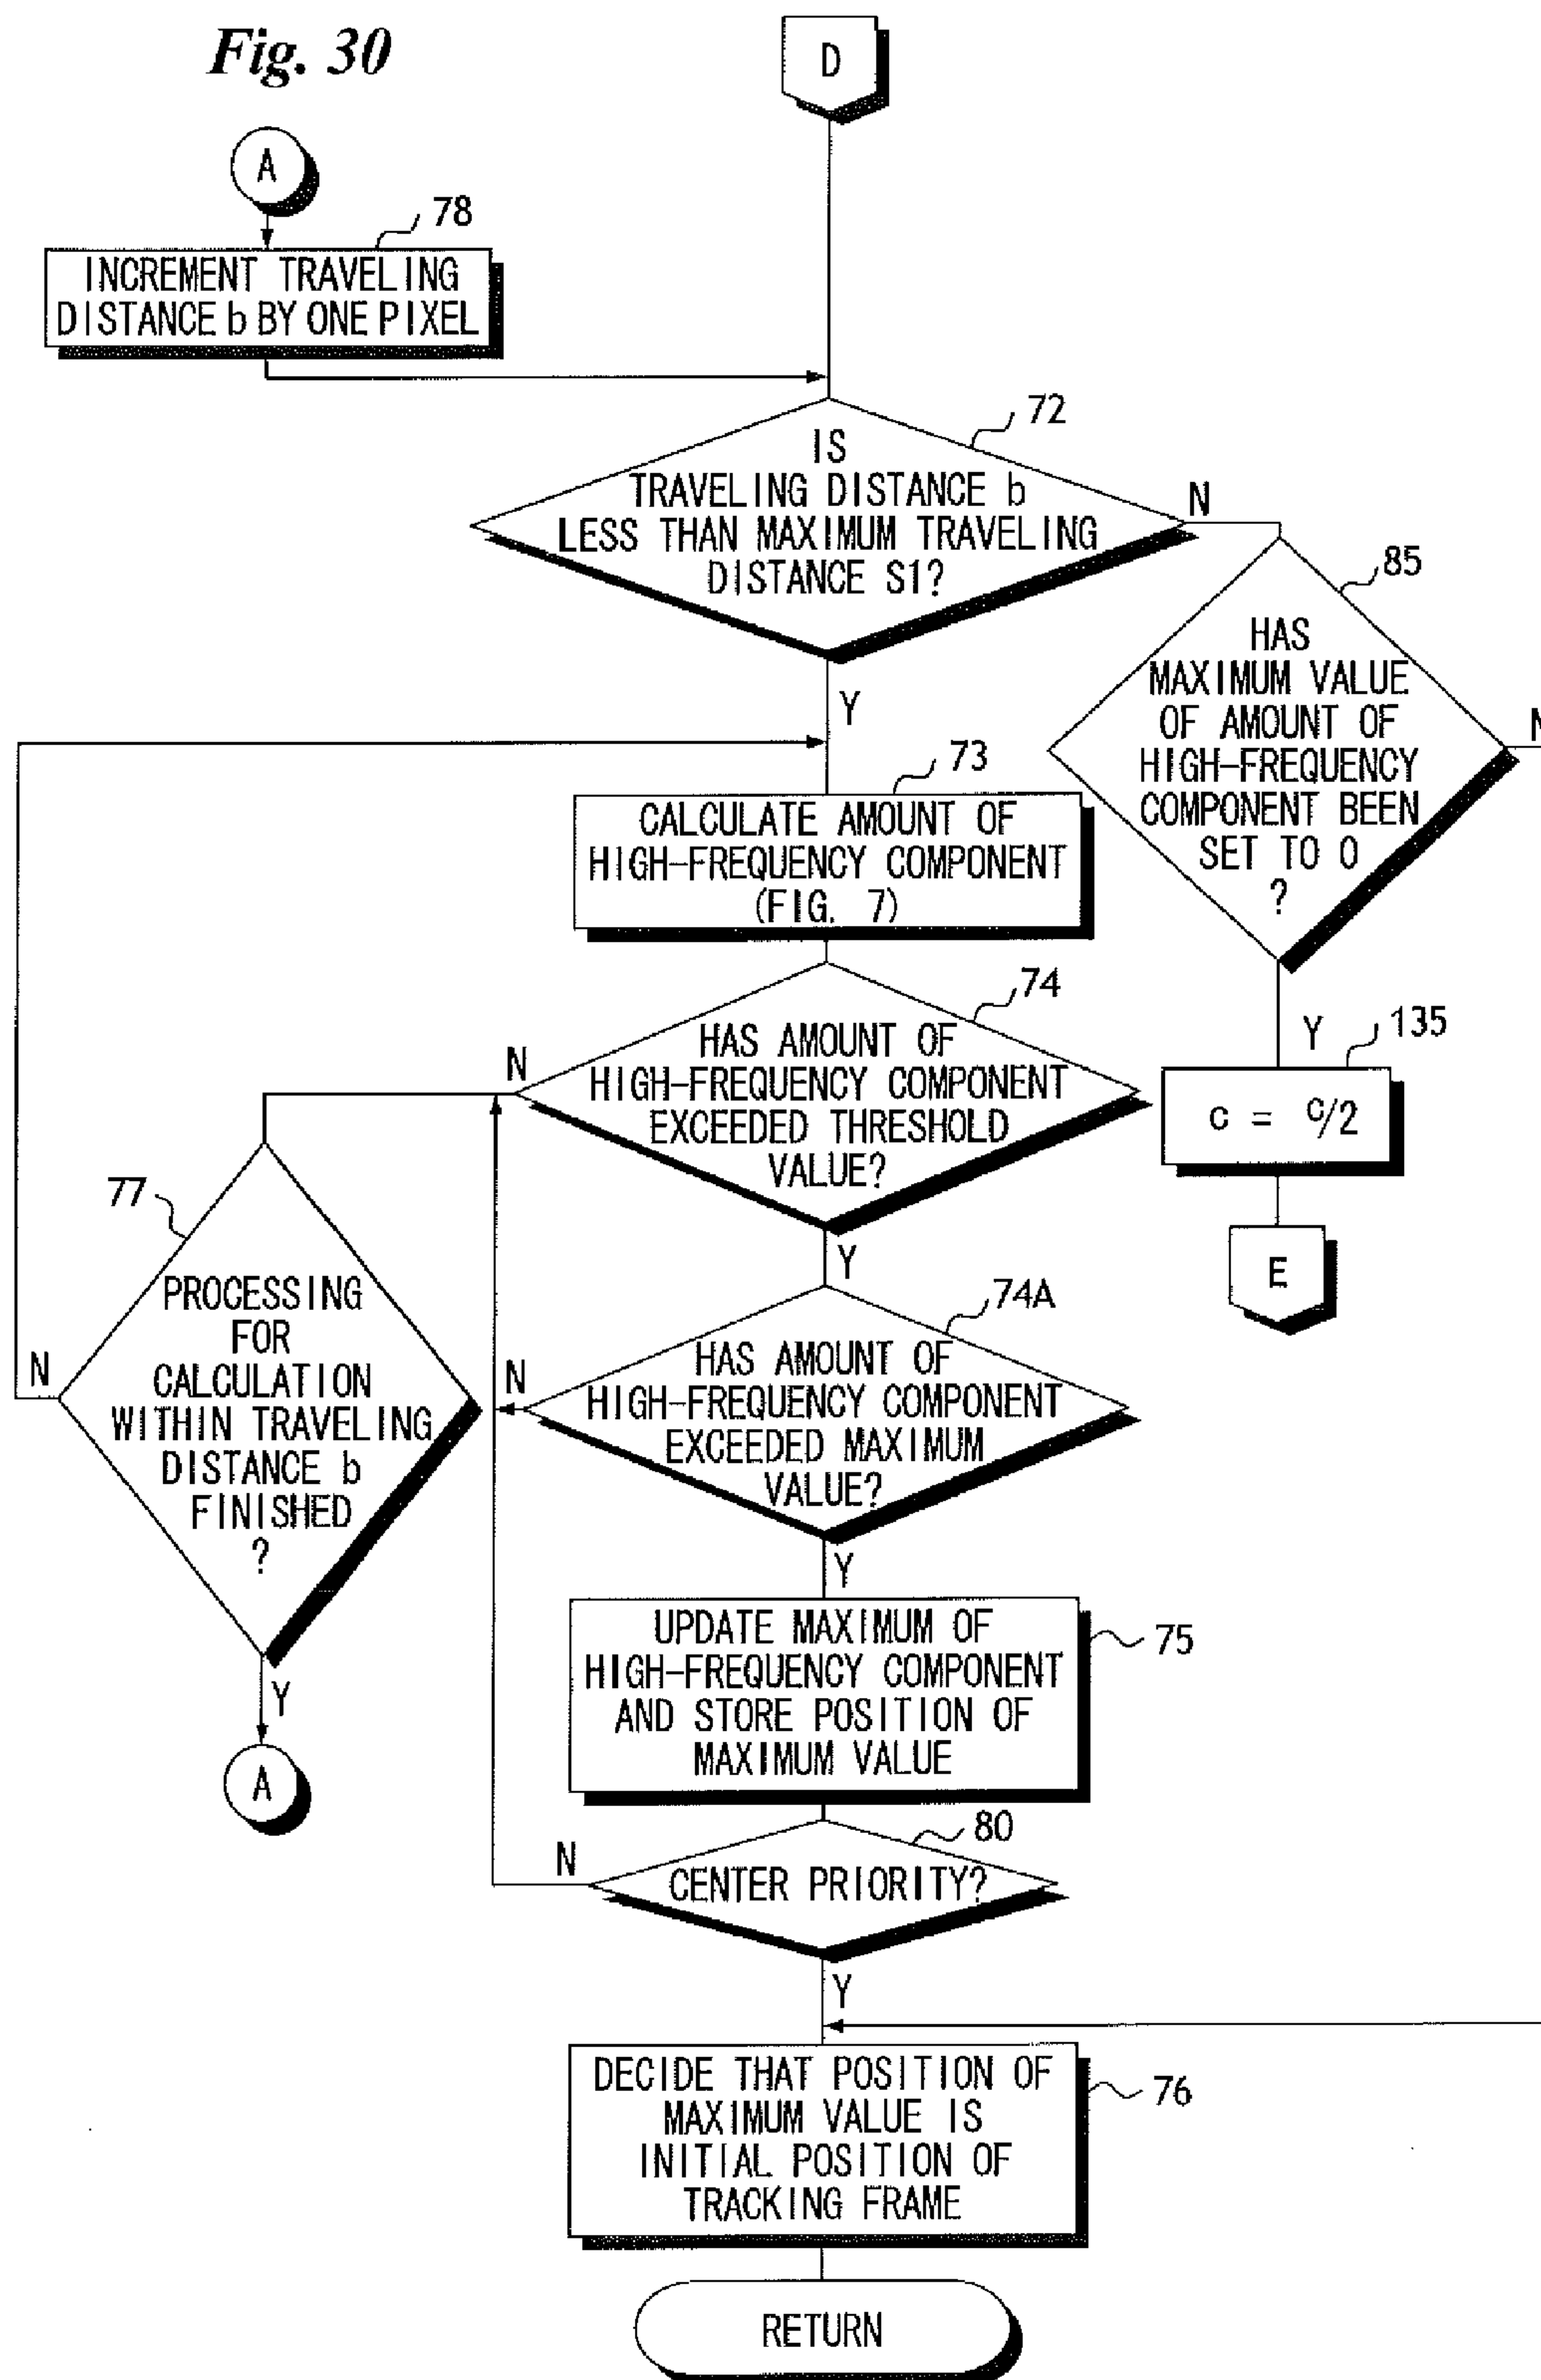 Fig. 30
D
A
78
INCREMENT TRAVELING
DISTANCE b BY ONE PIXEL
72
IS
TRAVELING DISTANCE b
LESS THAN MAXIMUM TRAVELING
DISTANCE S1?
N
Y
85
HAS
MAXIMUM VALUE
OF AMOUNT OF
HIGH-FREQUENCY
COMPONENT BEEN
SET TO 0
?
N
Y
73
CALCULATE AMOUNT OF
HIGH-FREQUENCY COMPONENT
(FIG. 7)
74
HAS AMOUNT OF
HIGH-FREQUENCY COMPONENT
EXCEEDED THRESHOLD
VALUE?
N
Y
135
c = c/2
E
77
PROCESSING
FOR
CALCULATION
WITHIN TRAVELING
DISTANCE b
FINISHED
?
N
Y
A
74A
HAS AMOUNT OF
HIGH-FREQUENCY COMPONENT
EXCEEDED MAXIMUM
VALUE?
N
Y
75
UPDATE MAXIMUM OF
HIGH-FREQUENCY COMPONENT
AND STORE POSITION OF
MAXIMUM VALUE
80
CENTER PRIORITY?
N
Y
76
DECIDE THAT POSITION OF
MAXIMUM VALUE IS
INITIAL POSITION OF
TRACKING FRAME
RETURN